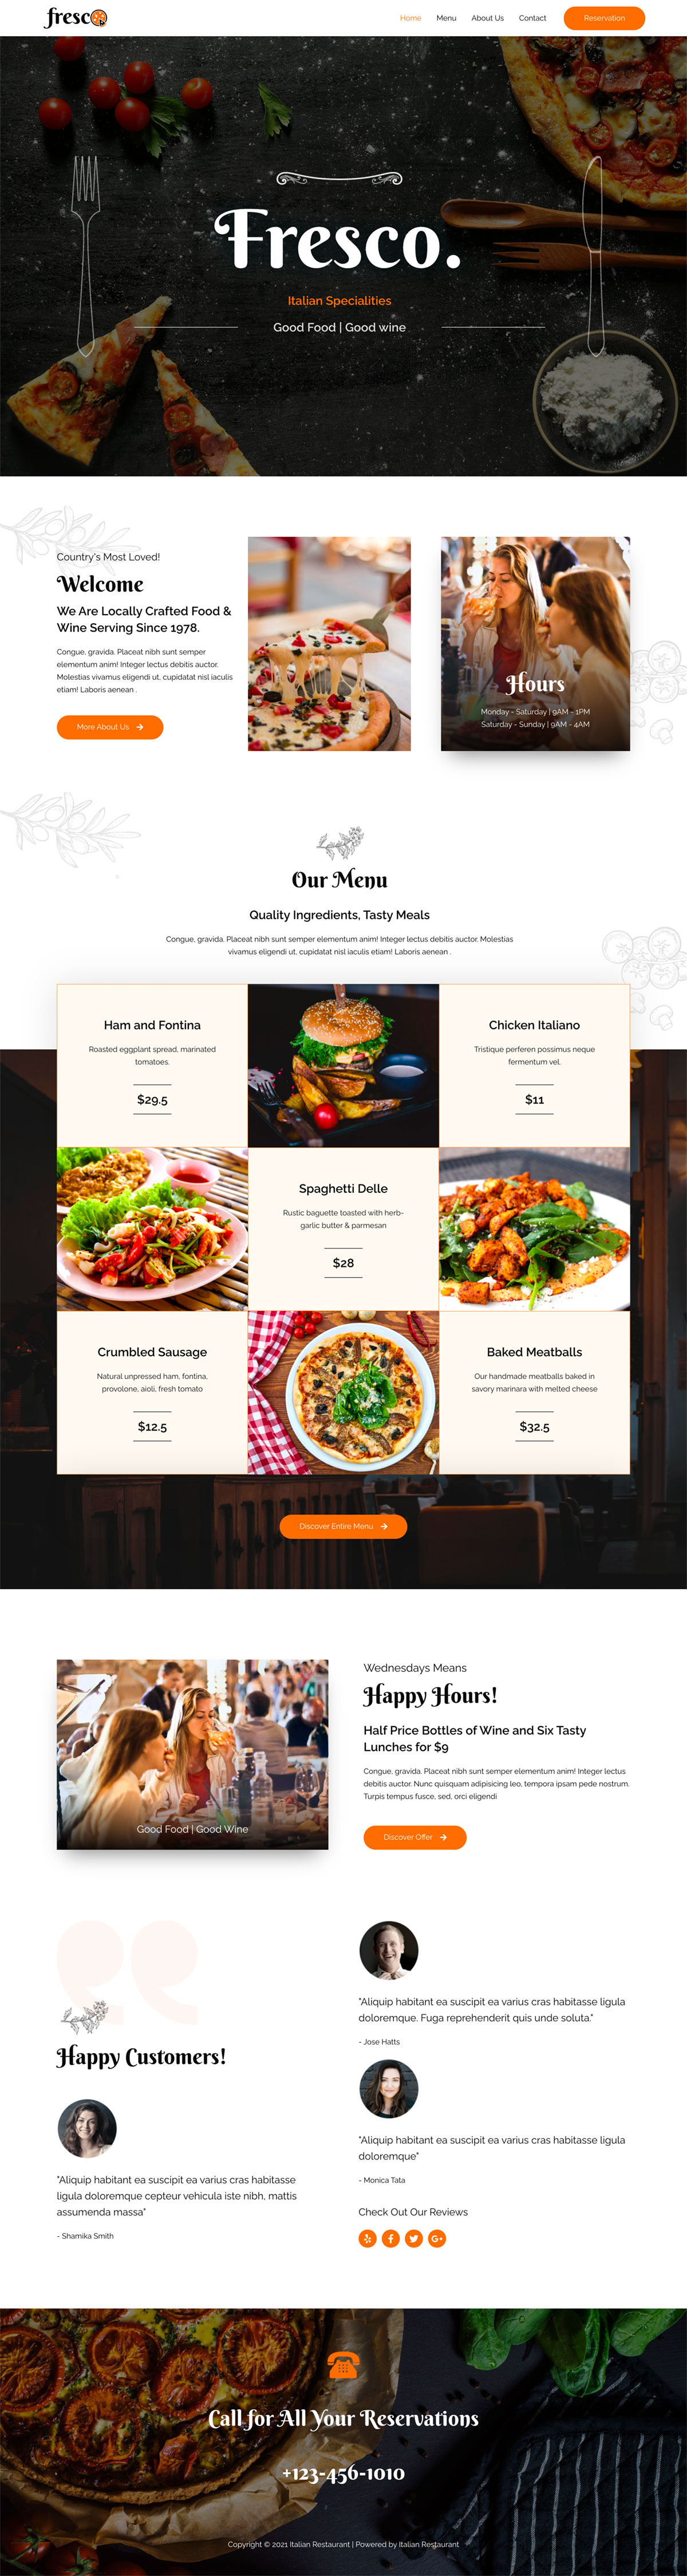 fresco
Home Menu About Us Contact Reservation
Fresco.
Italian Specialities
Good Food | Good wine
Country's Most Loved!
Welcome
We Are Locally Crafted Food &
Wine Serving Since 1978.
Congue, gravida. Placeat nibh sunt semper
elementum anim! Integer lectus debitis auctor.
Molestias vivamus eligendi ut, cupidatat nisl iaculis
etiam! Laboris aenean .
More About Us
Hours
Monday - Saturday | 9AM - 1PM
Saturday - Sunday | 9AM - 4AM
Our Menu
Quality Ingredients, Tasty Meals
Congue, gravida. Placeat nibh sunt semper elementum anim! Integer lectus debitis auctor. Molestias
vivamus eligendi ut, cupidatat nisl iaculis etiam! Laboris aenean .
Ham and Fontina
Roasted eggplant spread, marinated
tomatoes.
$29.5
Chicken Italiano
Tristique perferen possimus neque
fermentum vel.
$11
Spaghetti Delle
Rustic baguette toasted with herb-
garlic butter & parmesan
$28
Crumbled Sausage
Natural unpressed ham, fontina,
provolone, aioli, fresh tomato
$12.5
Baked Meatballs
Our handmade meatballs baked in
savory marinara with melted cheese
$32.5
Discover Entire Menu
Good Food | Good Wine
Wednesdays Means
Happy Hours!
Half Price Bottles of Wine and Six Tasty
Lunches for $9
Congue, gravida. Placeat nibh sunt semper elementum anim! Integer lectus
debitis auctor. Nunc quisquam adipisicing leo, tempora ipsam pede nostrum.
Turpis tempus fusce, sed, orci eligendi
Discover Offer
Happy Customers!
"Aliquip habitant ea suscipit ea varius cras habitasse
ligula doloremque cepteur vehicula iste nibh, mattis
assumenda massa"
- Shamika Smith
"Aliquip habitant ea suscipit ea varius cras habitasse ligula
doloremque. Fuga reprehenderit quis unde soluta."
- Jose Hatts
"Aliquip habitant ea suscipit ea varius cras habitasse ligula
doloremque"
- Monica Tata
Check Out Our Reviews
Call for All Your Reservations
+123-456-1010
Copyright © 2021 Italian Restaurant | Powered by Italian Restaurant